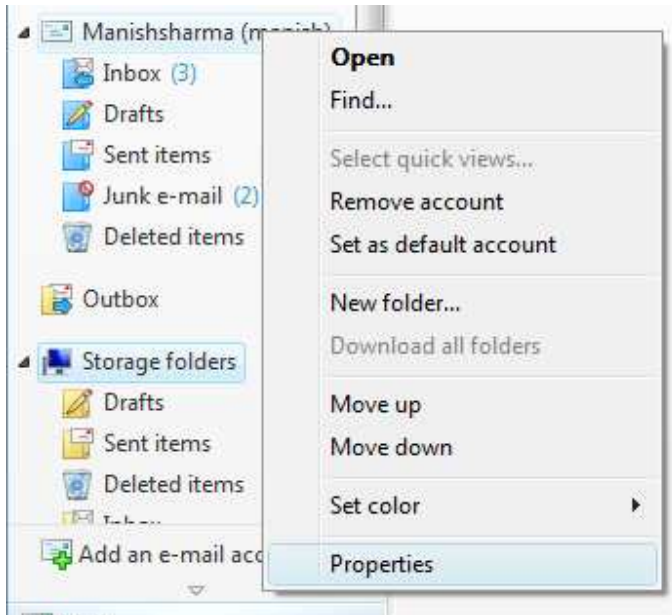 Manishsharma (manish)
Inbox (3)
Drafts
Sent items
Junk e-mail (2)
Deleted items
Outbox
Storage folders
Drafts
Sent items
Deleted items
Add an e-mail acc
Open
Find...
Select quick views...
Remove account
Set as default account
New folder...
Download all folders
Move up
Move down
Set color
Properties